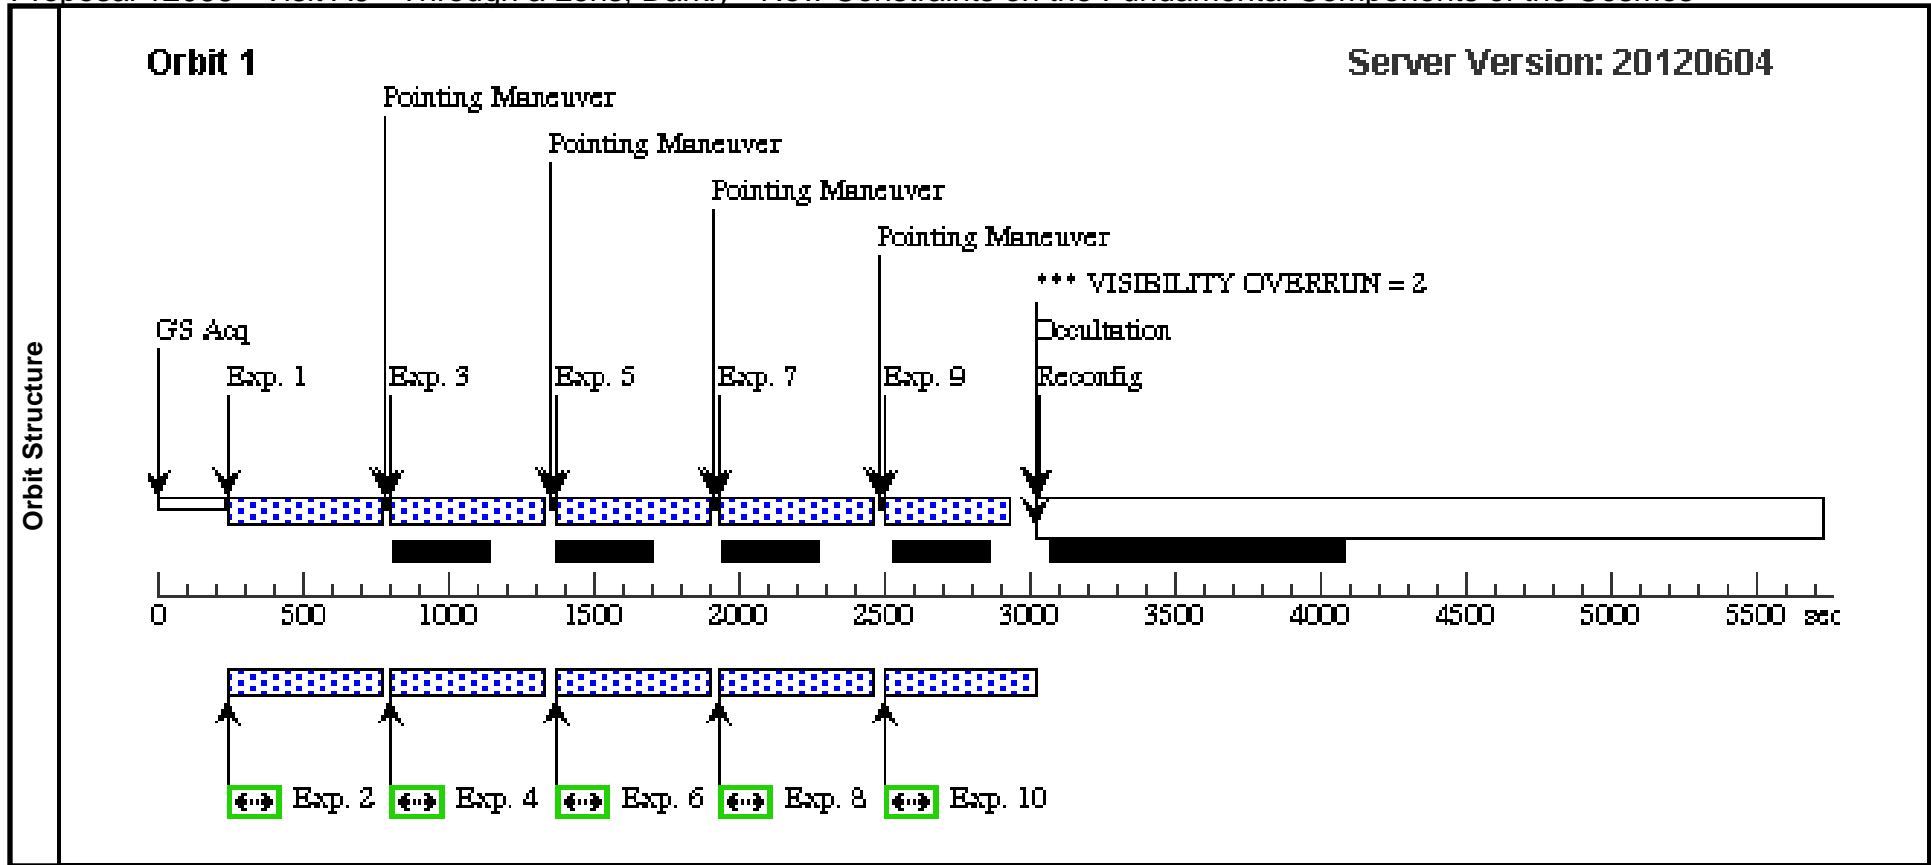 Orbit Structure
Orbit 1
Server Version: 20120604
Pointing Maneuver
Pointing Maneuver
Pointing Maneuver
Pointing Maneuver
*** VISIBILITY OVERRUN = 2
GS Acq
Occultation
Exp. 1
Exp. 3
Exp. 5
Exp. 7
Exp. 9
Reconfig
0 500 1000 1500 2000 2500 3000 3500 4000 4500 5000 5500 sec
Exp. 2
Exp. 4
Exp. 6
Exp. 8
Exp. 10